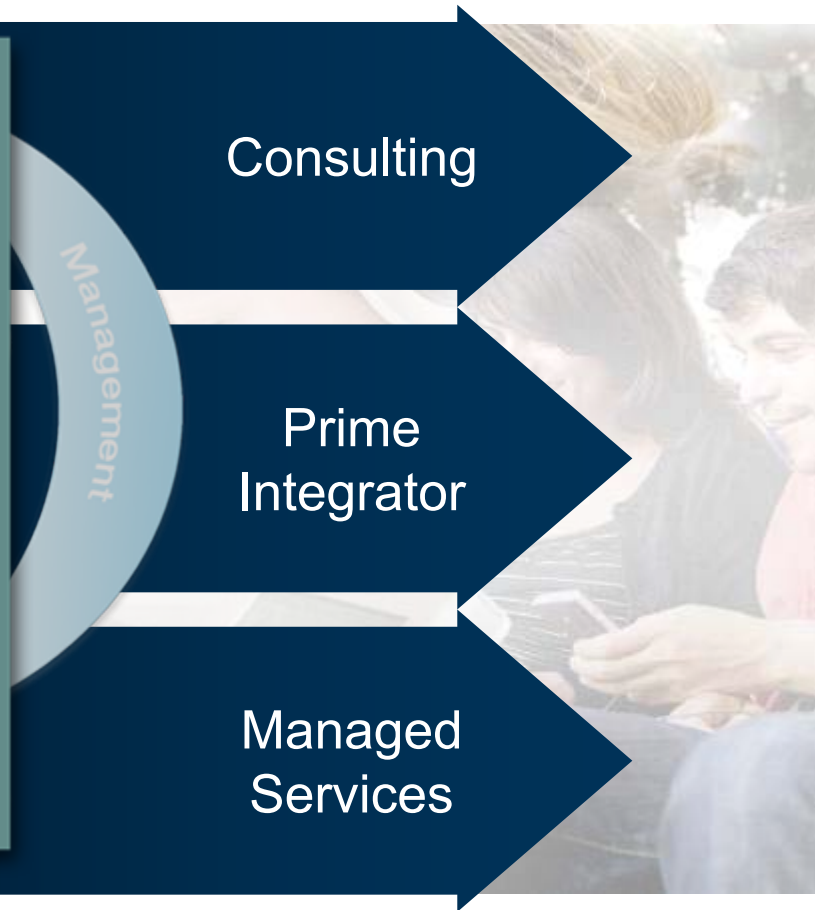 Consulting
Management
Prime
Integrator
Managed
Services